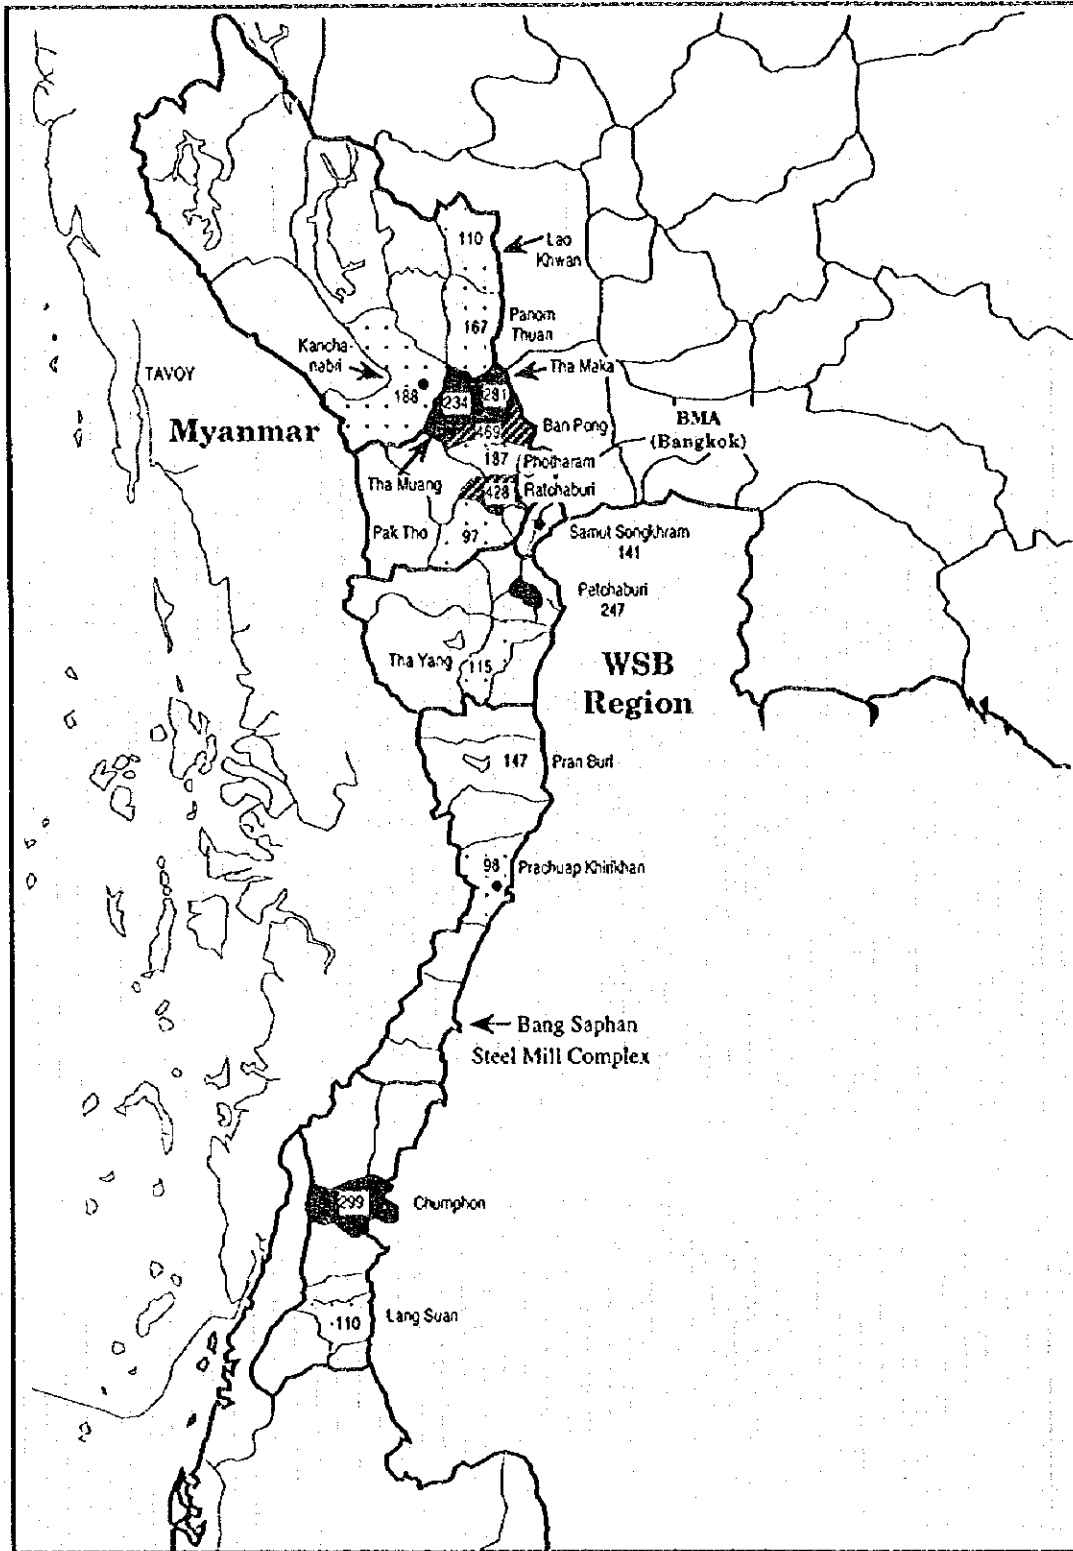 110
Lao
Khwan
167
Panom
Thuan
Kancha-
nabri
Tha Maka
TAVOY
188
234
281
Myanmar
469
Ban Pong
BMA
(Bangkok)
187
Photharam
Tha Muang
428
Ratchaburi
Pak Tho
97
Samut Songkhram
141
Petchaburi
247
Tha Yang
115
WSB
Region
147
Pran Buri
98
Prachuap Khirikhan
Bang Saphan
Steel Mill Complex
299
Chumphon
110
Lang Suan